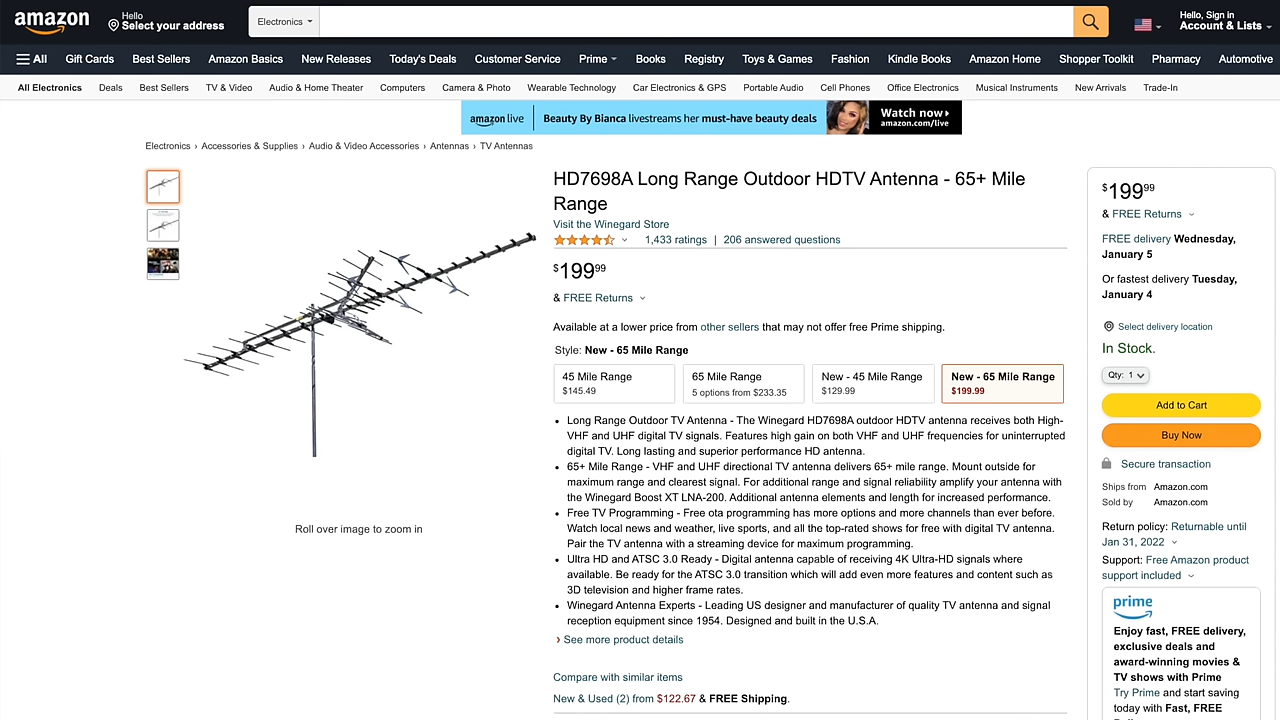 amazon
Hello
Select your address
Electronics
Hello, Sign in
Account & Lists
All
Gift Cards
Best Sellers
Amazon Basics
New Releases
Today's Deals
Customer Service
Prime
Books
Registry
Toys & Games
Fashion
Kindle Books
Amazon Home
Shopper Toolkit
Pharmacy
Automotive
All Electronics
Deals
Best Sellers
TV & Video
Audio & Home Theater
Computers
Camera & Photo
Wearable Technology
Car Electronics & GPS
Portable Audio
Cell Phones
Office Electronics
Musical Instruments
New Arrivals
Trade-In
amazon live
Beauty By Bianca livestreams her must-have beauty deals
Watch now
amazon.com/live
Electronics › Accessories & Supplies › Audio & Video Accessories › Antennas › TV Antennas
Roll over image to zoom in
HD7698A Long Range Outdoor HDTV Antenna - 65+ Mile
Range
Visit the Winegard Store
1,433 ratings | 206 answered questions
$199.99
& FREE Returns
Available at a lower price from other sellers that may not offer free Prime shipping.
Style: New - 65 Mile Range
45 Mile Range
$145.49
65 Mile Range
5 options from $233.35
New - 45 Mile Range
$129.99
New - 65 Mile Range
$199.99
• Long Range Outdoor TV Antenna - The Winegard HD7698A outdoor HDTV antenna receives both High-
VHF and UHF digital TV signals. Features high gain on both VHF and UHF frequencies for uninterrupted
digital TV. Long lasting and superior performance HD antenna.
• 65+ Mile Range - VHF and UHF directional TV antenna delivers 65+ mile range. Mount outside for
maximum range and clearest signal. For additional range and signal reliability amplify your antenna with
the Winegard Boost XT LNA-200. Additional antenna elements and length for increased performance.
• Free TV Programming - Free ota programming has more options and more channels than ever before.
Watch local news and weather, live sports, and all the top-rated shows for free with digital TV antenna.
Pair the TV antenna with a streaming device for maximum programming.
• Ultra HD and ATSC 3.0 Ready - Digital antenna capable of receiving 4K Ultra-HD signals where
available. Be ready for the ATSC 3.0 transition which will add even more features and content such as
3D television and higher frame rates.
• Winegard Antenna Experts - Leading US designer and manufacturer of quality TV antenna and signal
reception equipment since 1954. Designed and built in the U.S.A.
› See more product details
Compare with similar items
New & Used (2) from $122.67 & FREE Shipping.
$199.99
& FREE Returns
FREE delivery Wednesday,
January 5
Or fastest delivery Tuesday,
January 4
Select delivery location
In Stock.
Qty: 1
Add to Cart
Buy Now
Secure transaction
Ships from Amazon.com
Sold by Amazon.com
Return policy: Returnable until
Jan 31, 2022
Support: Free Amazon product
support included
prime
Enjoy fast, FREE delivery,
exclusive deals and
award-winning movies &
TV shows with Prime
Try Prime and start saving
today with Fast, FREE